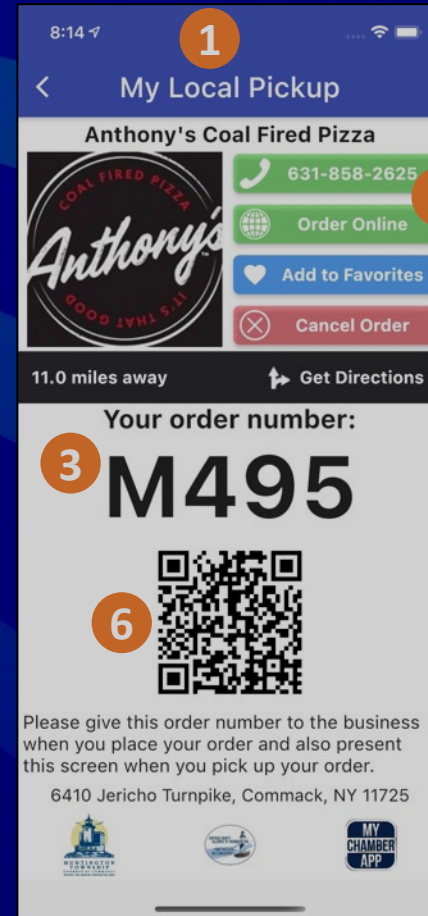 8:14
1
My Local Pickup
Anthony's Coal Fired Pizza
COAL FIRED PIZZA
Anthony's
IT'S THAT GOOD
631-858-2625
Order Online
Add to Favorites
Cancel Order
11.0 miles away
Get Directions
Your order number:
3
M495
6
Please give this order number to the business
when you place your order and also present
this screen when you pick up your order.
6410 Jericho Turnpike, Commack, NY 11725
HUNTINGTON
TOWNSHIP
MY
CHAMBER
APP